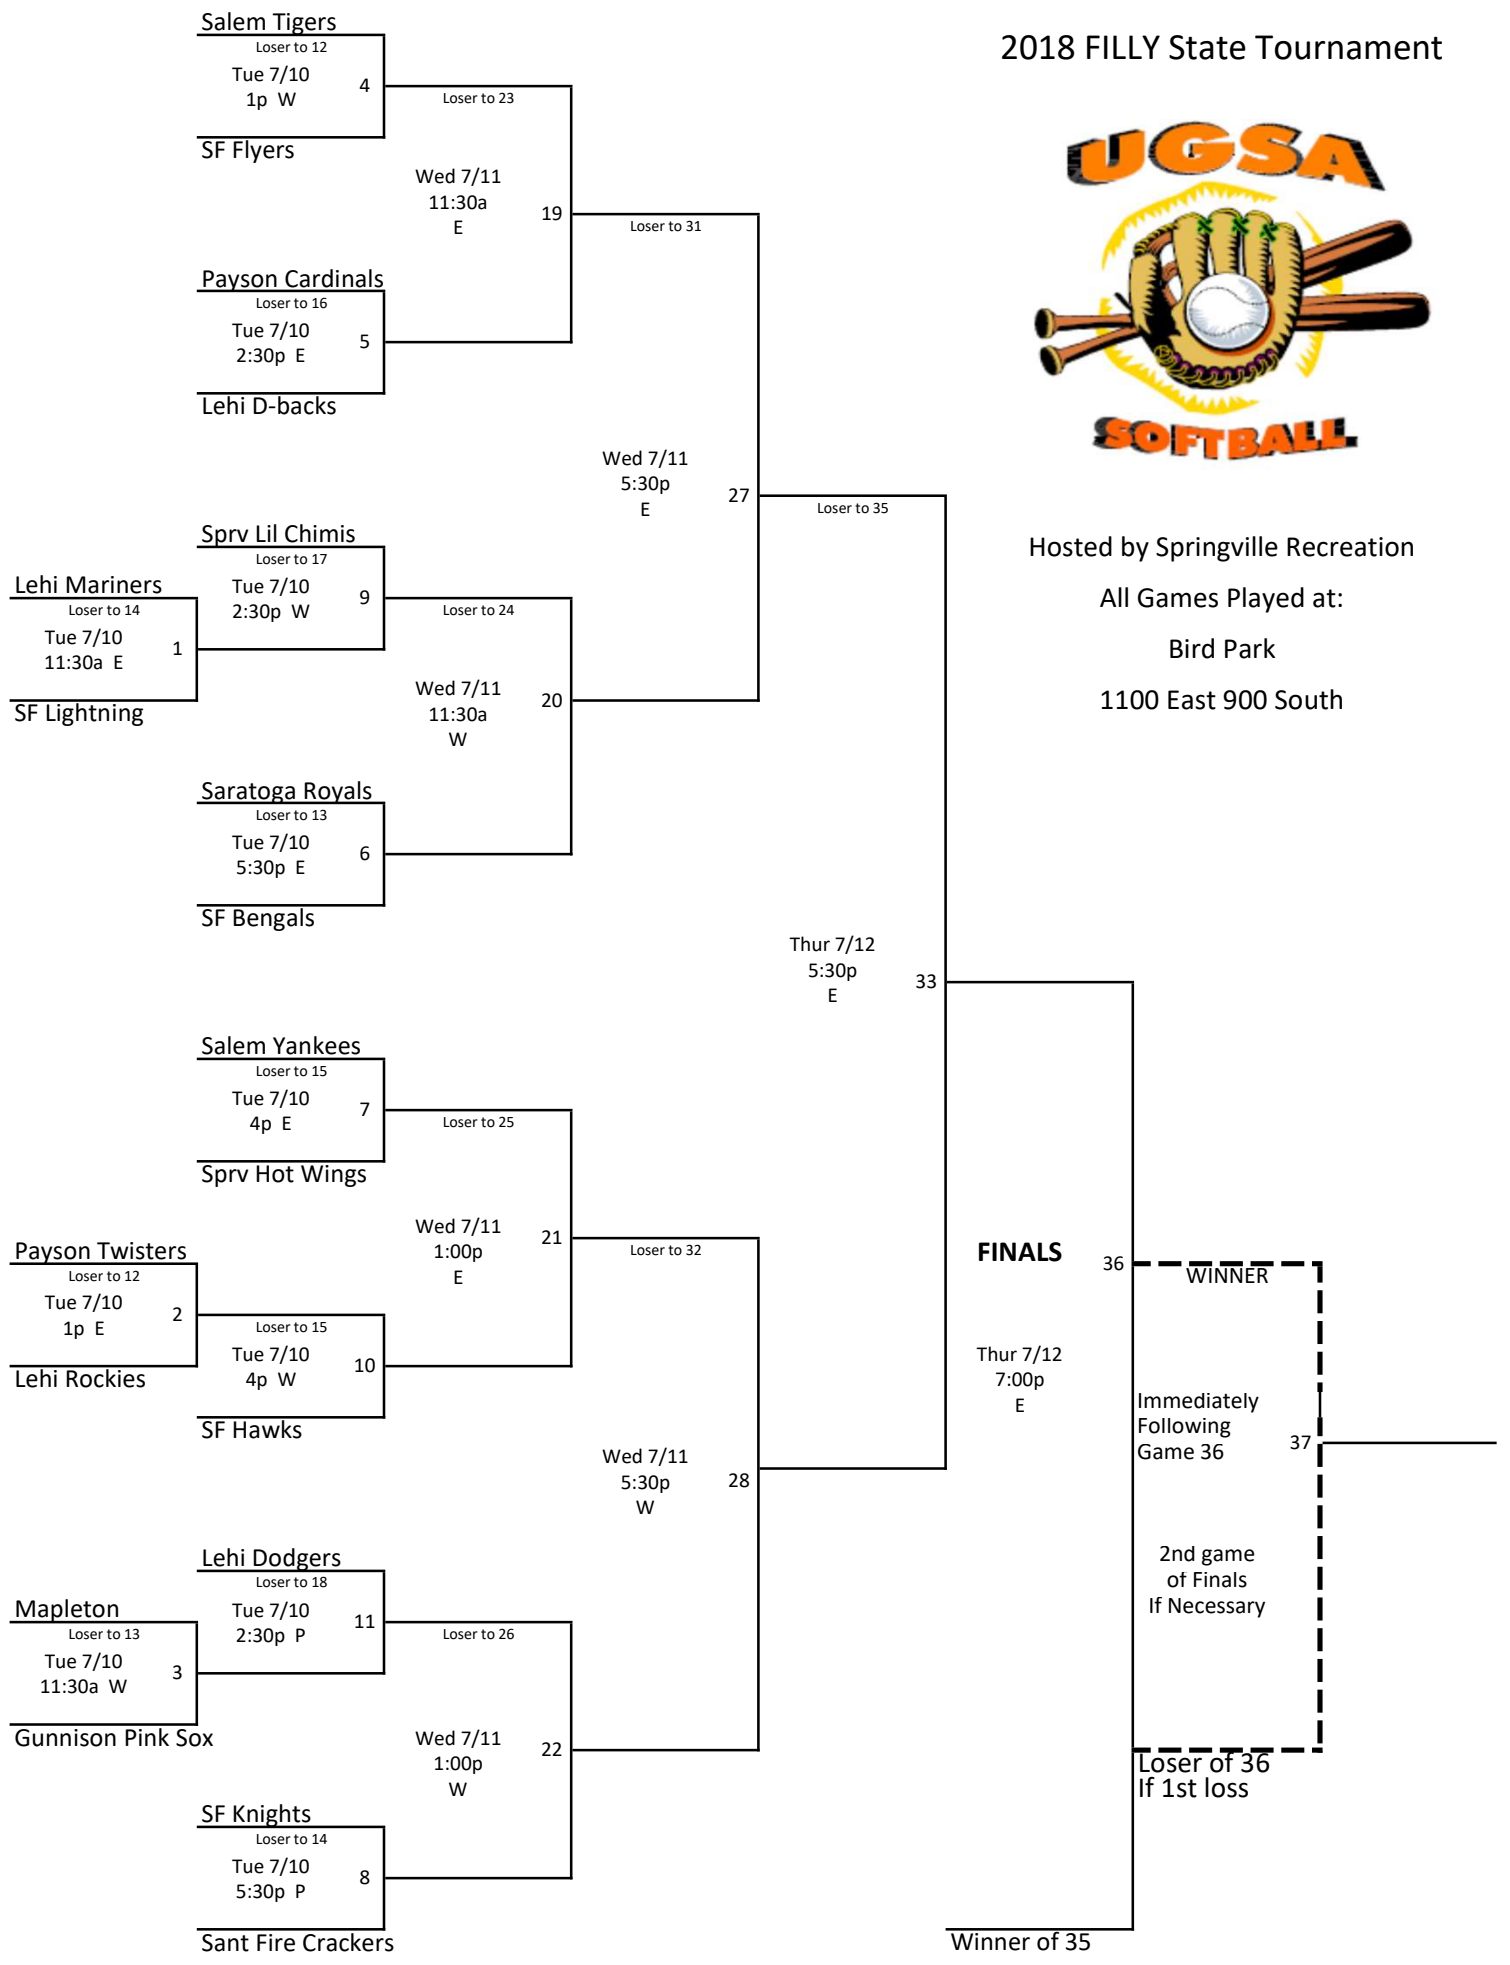 2018 FILLY State Tournament
UGSA
SOFTBALL
Hosted by Springville Recreation
All Games Played at:
Bird Park
1100 East 900 South
Salem Tigers
Loser to 12
Tue 7/10
1p W
4
SF Flyers
Loser to 23
Wed 7/11
11:30a
E
19
Payson Cardinals
Loser to 16
Tue 7/10
2:30p E
5
Lehi D-backs
Loser to 31
Wed 7/11
5:30p
E
27
Sprv Lil Chimis
Loser to 17
Tue 7/10
2:30p W
9
Lehi Mariners
Loser to 14
Tue 7/10
11:30a E
1
SF Lightning
Loser to 24
Wed 7/11
11:30a
W
20
Saratoga Royals
Loser to 13
Tue 7/10
5:30p E
6
SF Bengals
Loser to 35
Thur 7/12
5:30p
E
33
Salem Yankees
Loser to 15
Tue 7/10
4p E
7
Sprv Hot Wings
Loser to 25
Wed 7/11
1:00p
E
21
Payson Twisters
Loser to 12
Tue 7/10
1p E
2
Lehi Rockies
Loser to 15
Tue 7/10
4p W
10
SF Hawks
Loser to 32
Wed 7/11
5:30p
W
28
Lehi Dodgers
Loser to 18
Tue 7/10
2:30p P
11
Mapleton
Loser to 13
Tue 7/10
11:30a W
3
Gunnison Pink Sox
Loser to 26
Wed 7/11
1:00p
W
22
SF Knights
Loser to 14
Tue 7/10
5:30p P
8
Sant Fire Crackers
FINALS
36
Thur 7/12
7:00p
E
Winner of 35
WINNER
Immediately
Following
Game 36
37
2nd game
of Finals
If Necessary
Loser of 36
If 1st loss